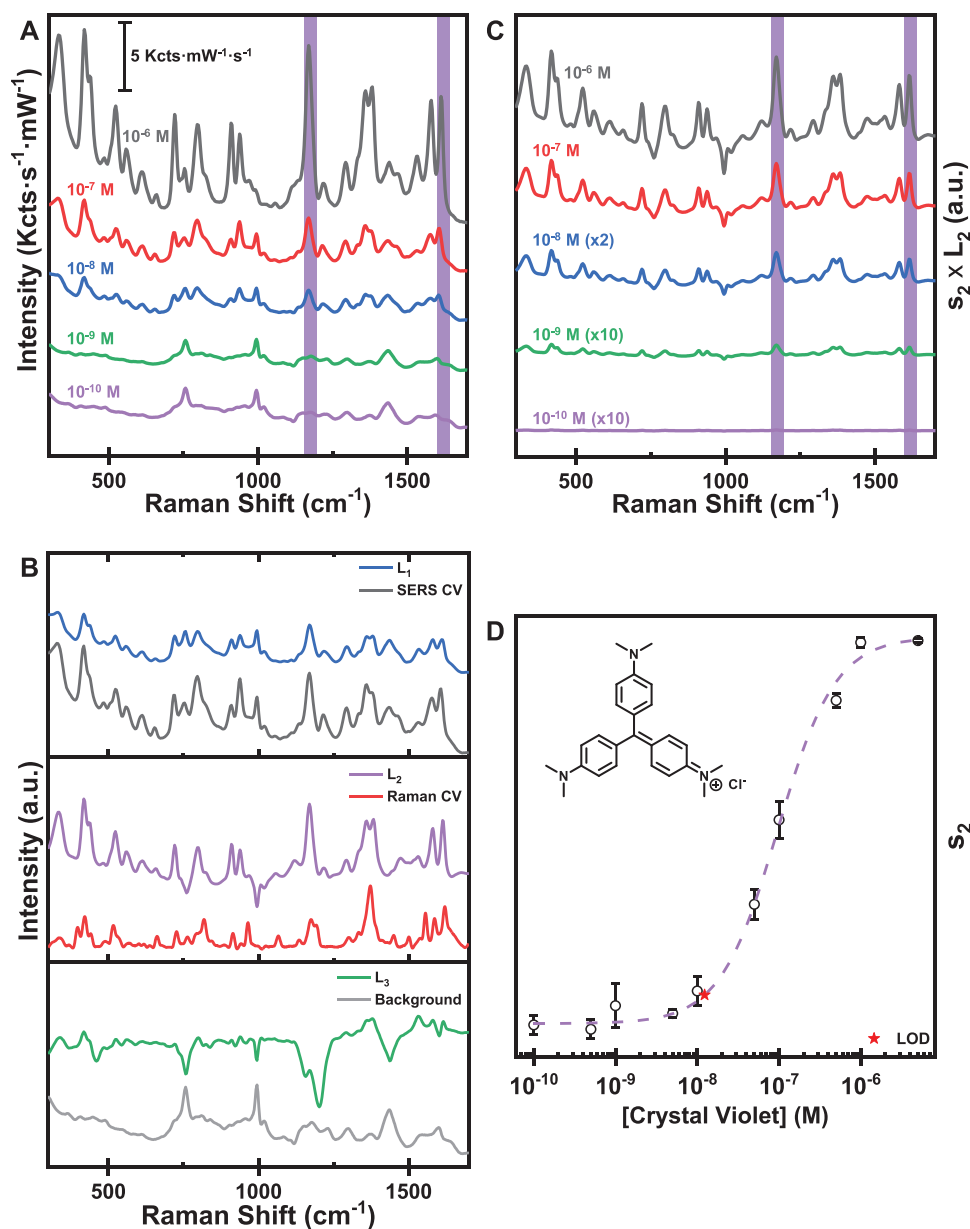 A
5 Kcts·mW⁻¹·s⁻¹
10⁻⁶ M
10⁻⁷ M
10⁻⁸ M
10⁻⁹ M
10⁻¹⁰ M
Intensity (Kcts·s⁻¹·mW⁻¹)
500 1000 1500
Raman Shift (cm⁻¹)
C
10⁻⁶ M
10⁻⁷ M
10⁻⁸ M (x2)
10⁻⁹ M (x10)
10⁻¹⁰ M (x10)
s₂ x L₂ (a.u.)
500 1000 1500
Raman Shift (cm⁻¹)
B
L₁
SERS CV
L₂
Raman CV
L₃
Background
Intensity (a.u.)
500 1000 1500
Raman Shift (cm⁻¹)
D
N
N
N
⊕ Cl⁻
LOD
s₂
10⁻¹⁰ 10⁻⁹ 10⁻⁸ 10⁻⁷ 10⁻⁶
[Crystal Violet] (M)